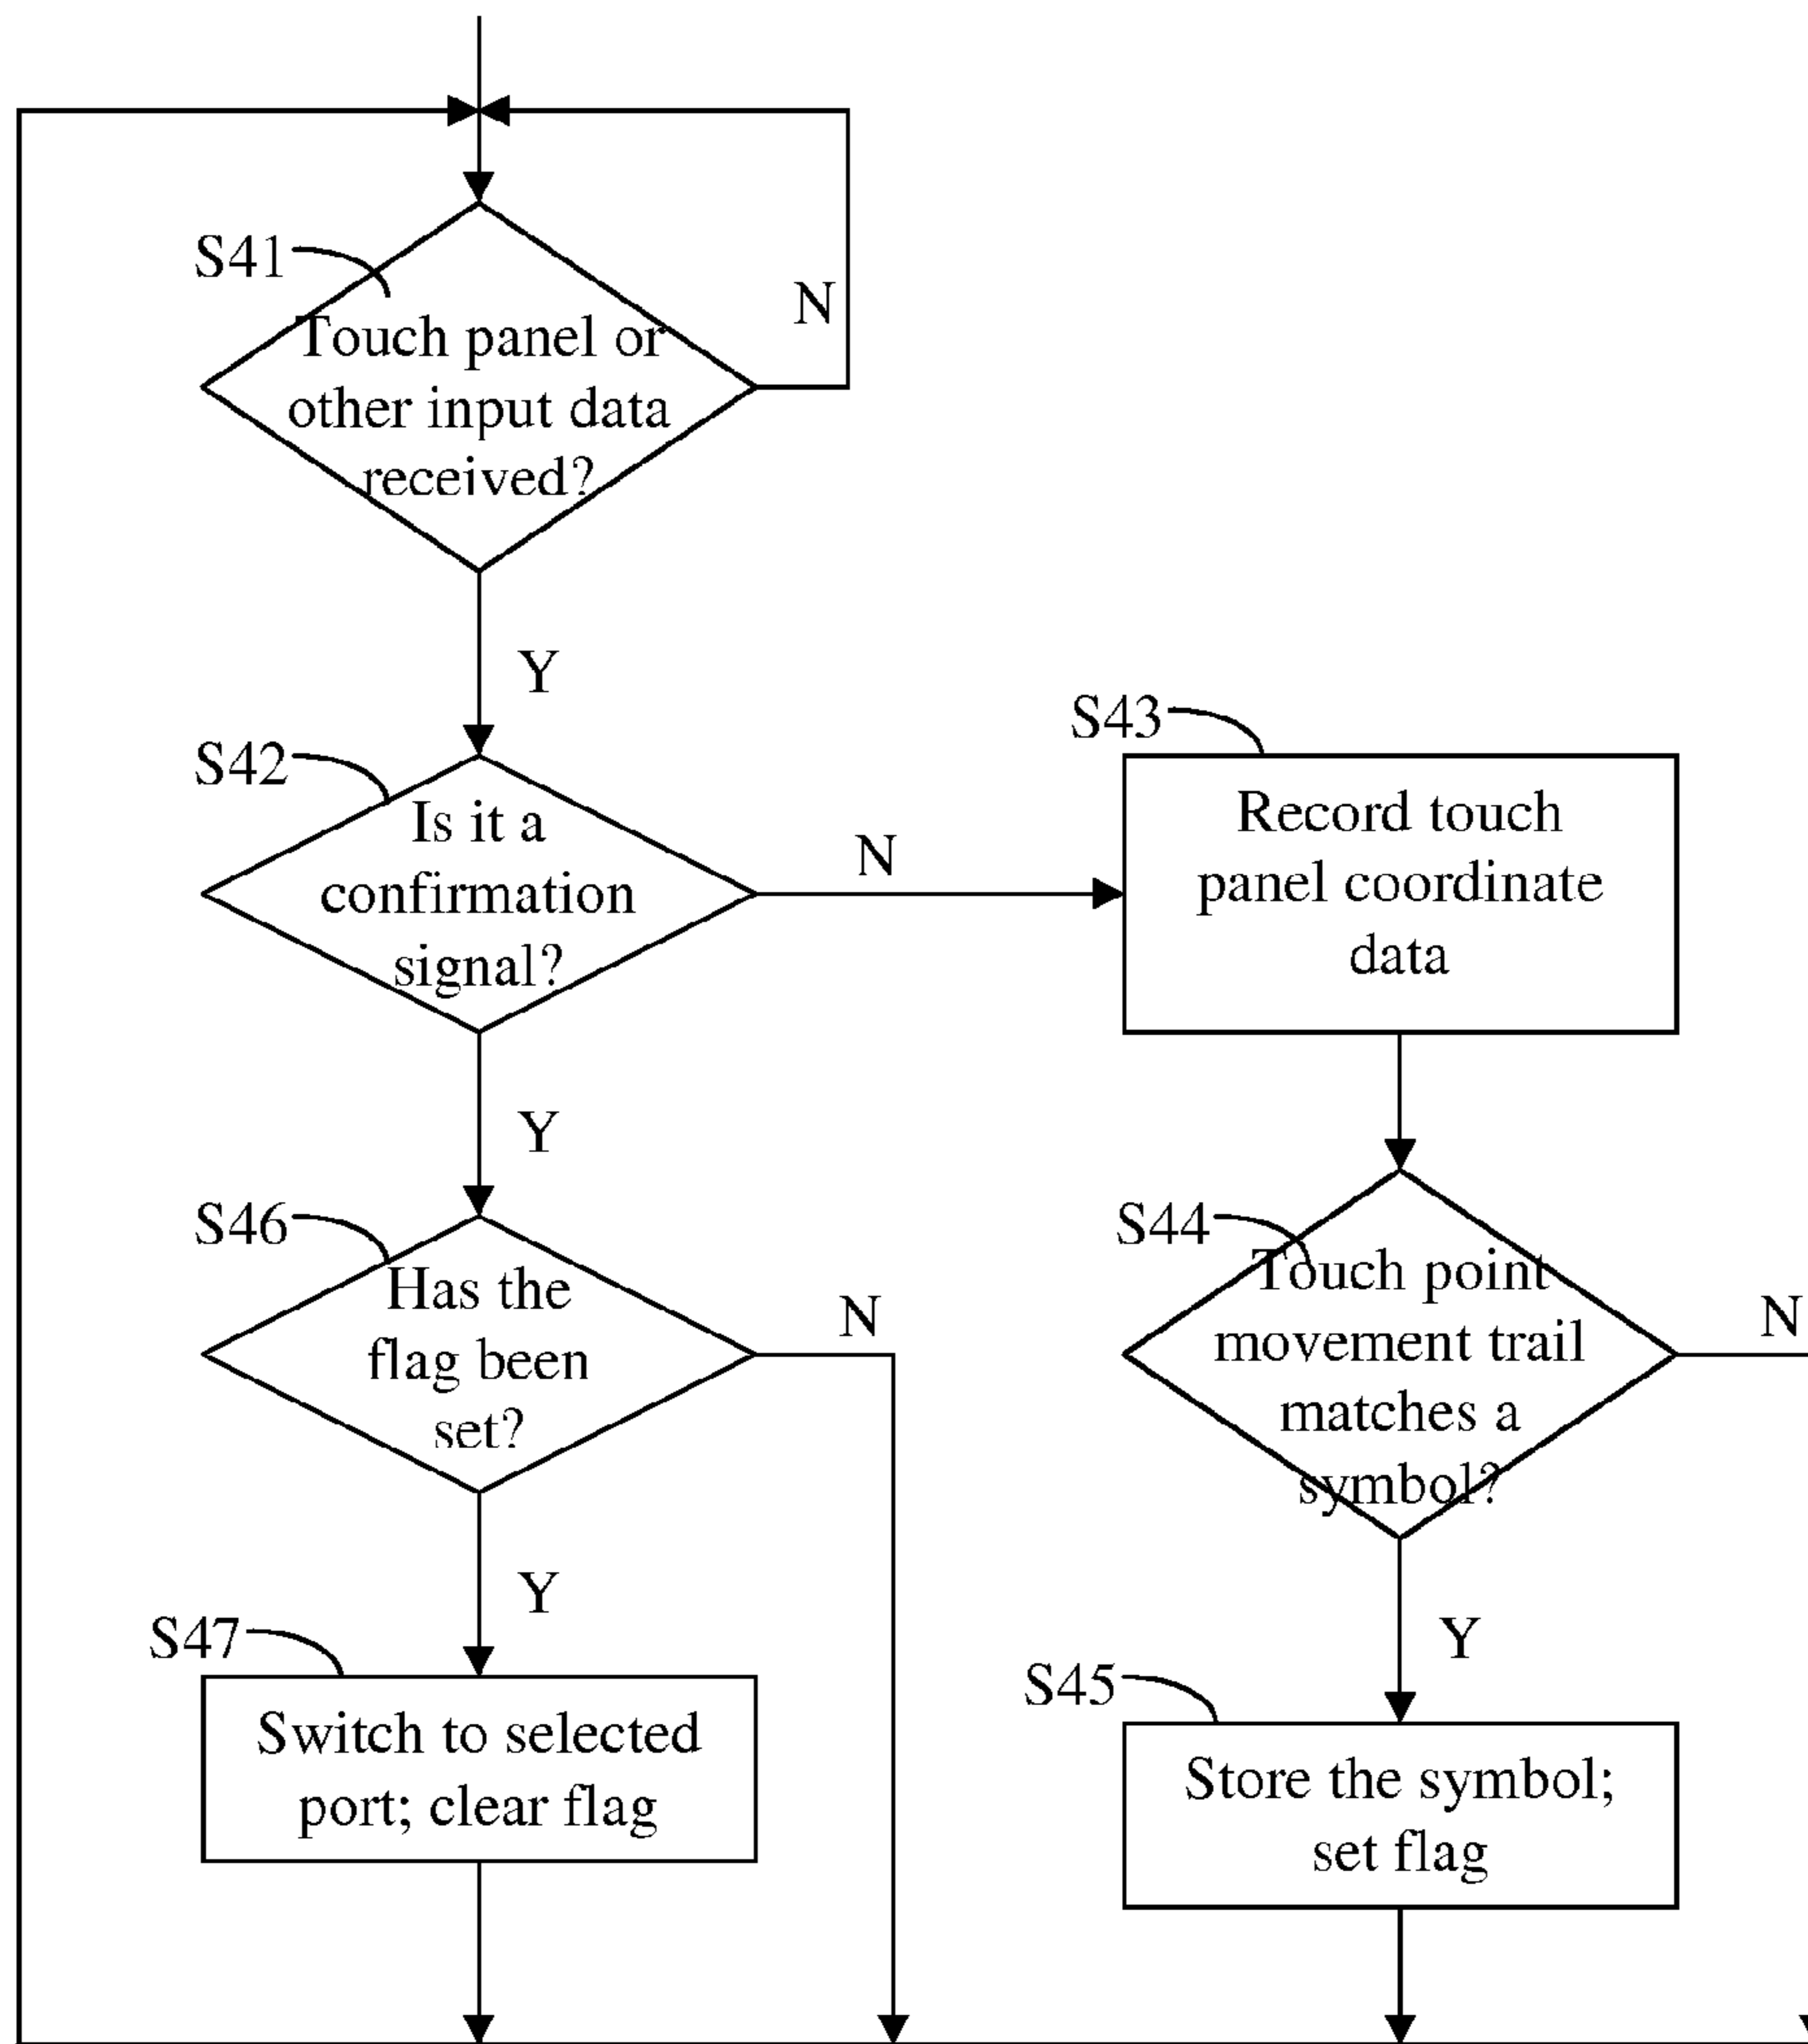 S41
Touch panel or
other input data
received?
N
Y
S42
Is it a
confirmation
signal?
N
Y
S43
Record touch
panel coordinate
data
S46
Has the
flag been
set?
N
Y
S44
Touch point
movement trail
matches a
symbol?
N
Y
S47
Switch to selected
port; clear flag
S45
Store the symbol;
set flag